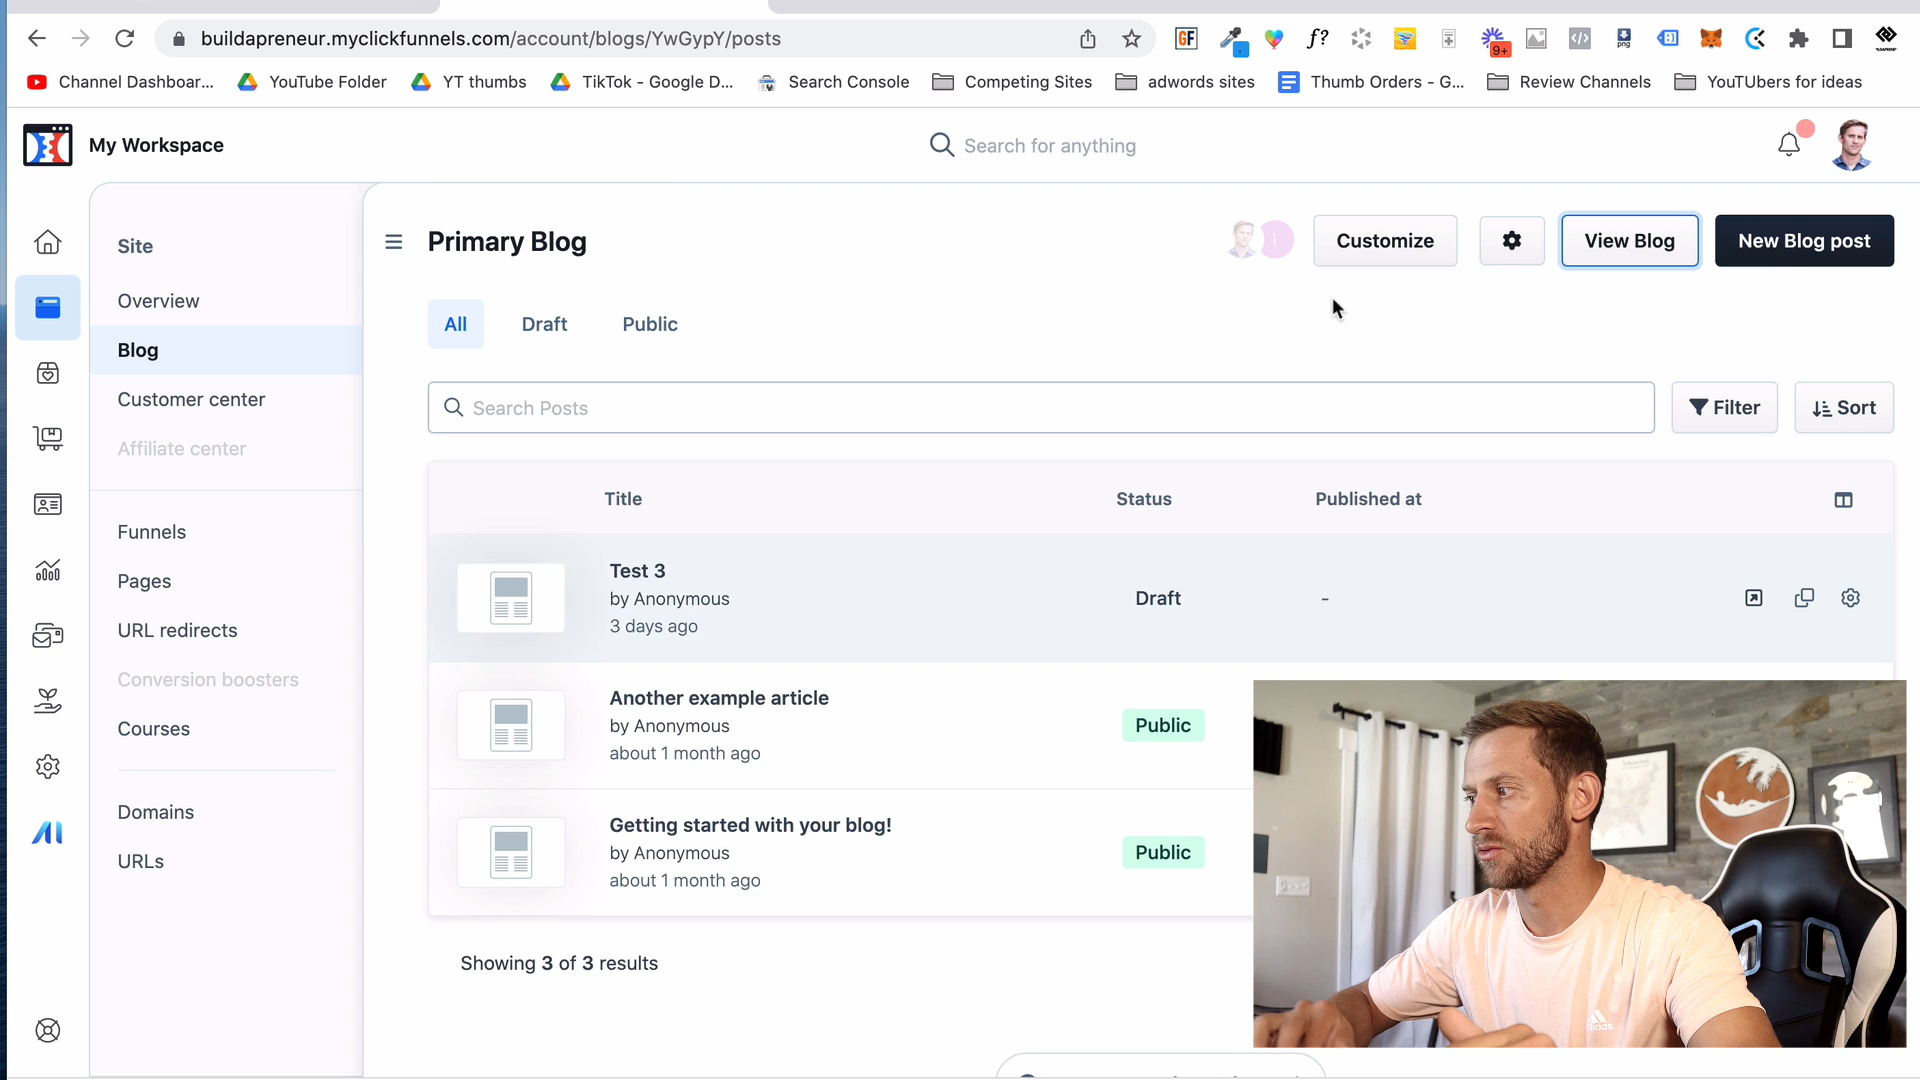 buildapreneur.myclickfunnels.com/account/blogs/YwGypY/posts
GF
f?
9+
png
Channel Dashboar...
YouTube Folder
YT thumbs
TikTok - Google D...
Search Console
Competing Sites
adwords sites
Thumb Orders - G...
Review Channels
YouTUbers for ideas
My Workspace
Search for anything
Site
Overview
Blog
Customer center
Affiliate center
Funnels
Pages
URL redirects
Conversion boosters
Courses
Domains
URLs
Primary Blog
Customize
View Blog
New Blog post
All
Draft
Public
Search Posts
Filter
Sort
Title
Status
Published at
Test 3
by Anonymous
3 days ago
Draft
-
Another example article
by Anonymous
about 1 month ago
Public
Getting started with your blog!
by Anonymous
about 1 month ago
Public
Showing 3 of 3 results
adidas